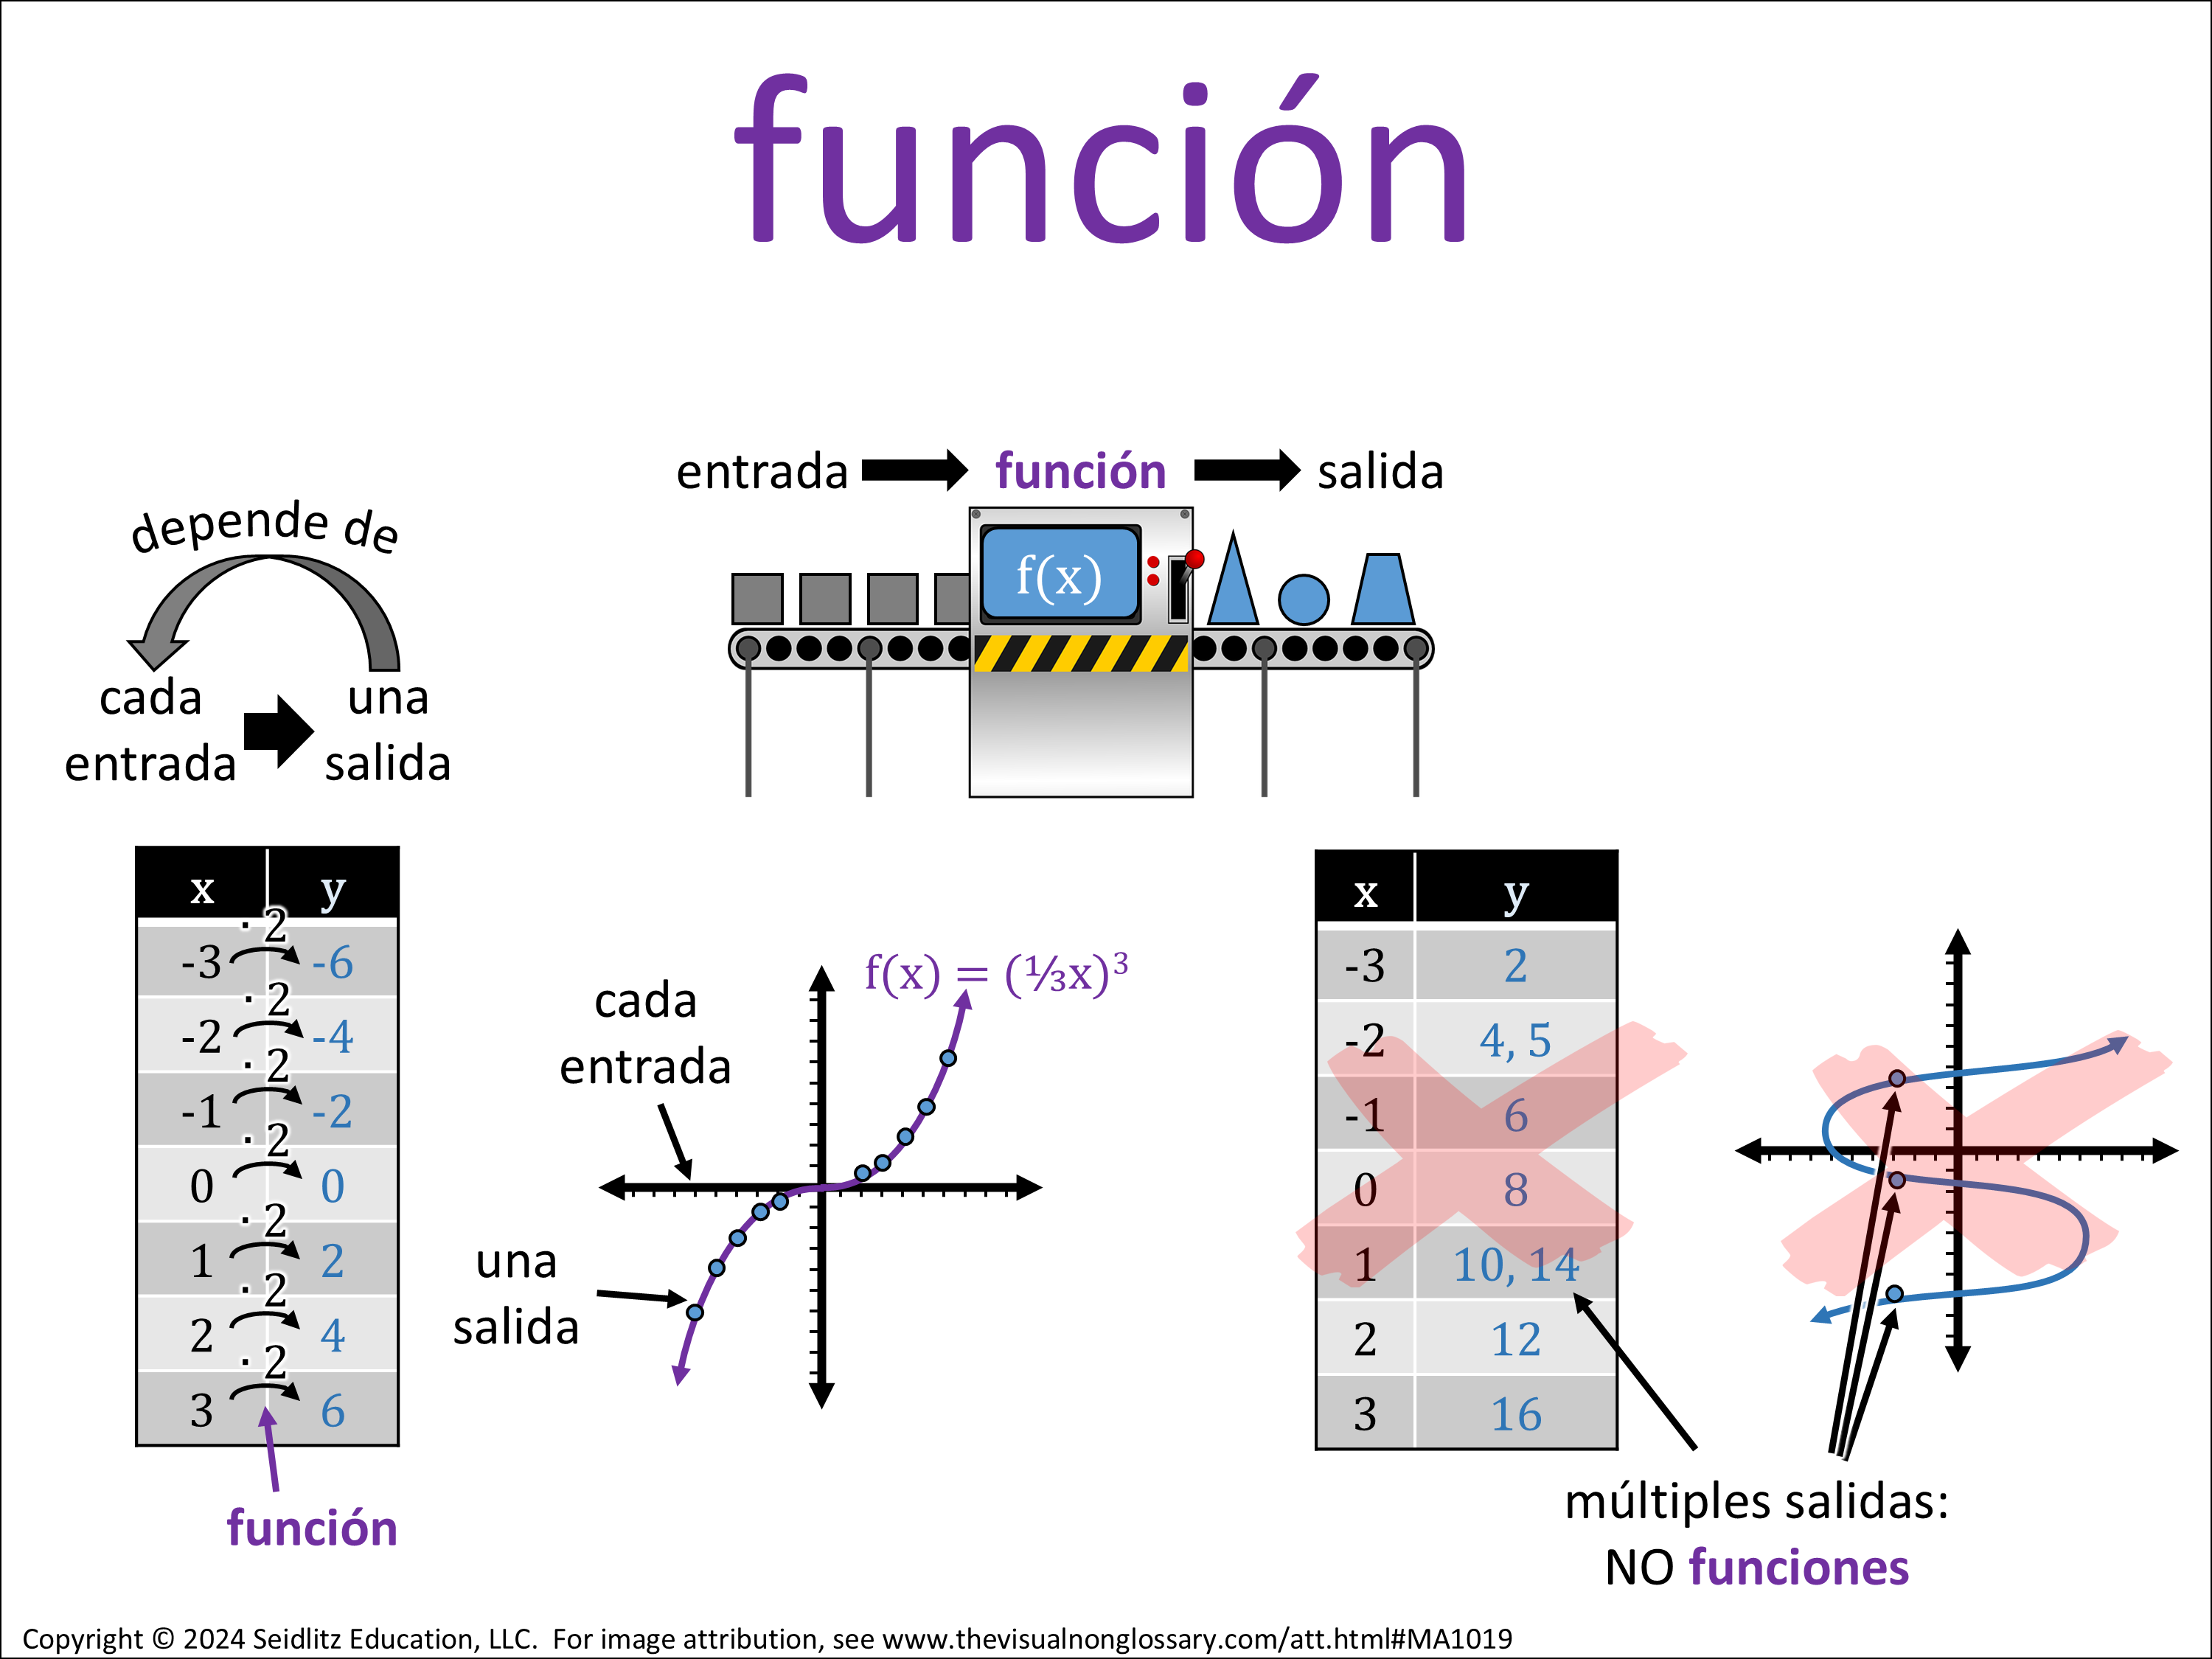 función
entrada función salida
depende de
f(x)
cada una
entrada salida
x y
-3 · 2 -6
-2 · 2 -4
-1 · 2 -2
0 · 2 0
1 · 2 2
2 · 2 4
3 · 2 6
función
cada
entrada
una
salida
f(x) = (⅓x)³
x y
-3 2
-2 4, 5
-1 6
0 8
1 10, 14
2 12
3 16
múltiples salidas:
NO funciones
Copyright © 2024 Seidlitz Education, LLC.  For image attribution, see www.thevisualnonglossary.com/att.html#MA1019